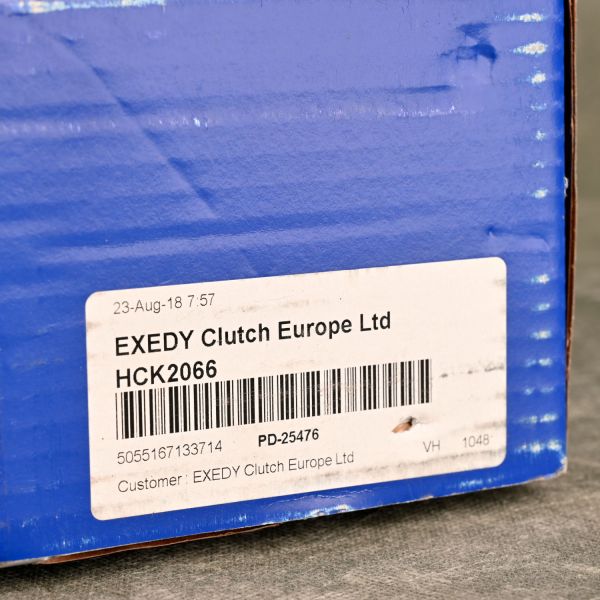 23-Aug-18 7:57
EXEDY Clutch Europe Ltd
HCK2066
5055167133714 PD-25476
VH 1048
Customer : EXEDY Clutch Europe Ltd